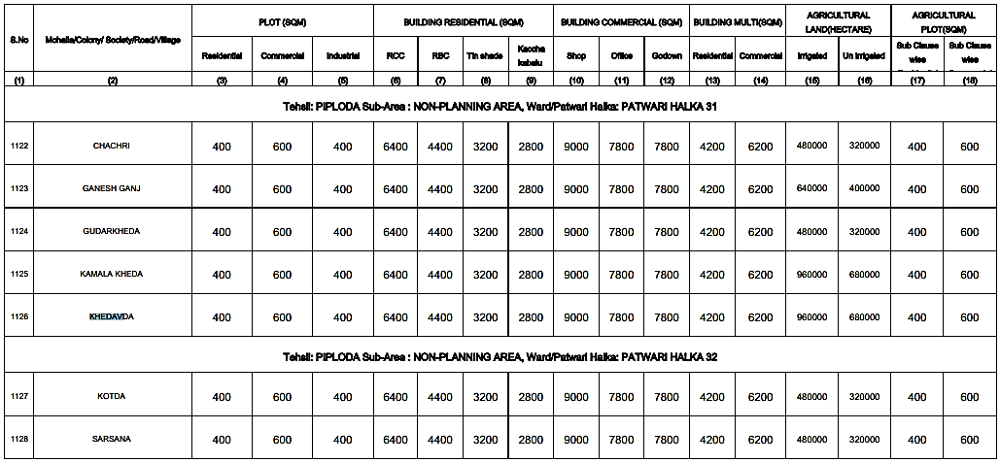 S.No Mohalla/Colony/ Society/Road/Village PLOT (SQM) BUILDING RESIDENTIAL (SQM) BUILDING COMMERCIAL (SQM) BUILDING MULTI(SQM) AGRICULTURAL LAND(HECTARE) AGRICULTURAL PLOT(SQM)
Residential Commercial Industrial RCC RBC Tin shade Kaccha kabelu Shop Office Godown Residential Commercial Irrigated Un irrigated Sub Clause wise Sub Clause wise
(1) (2) (3) (4) (5) (6) (7) (8) (9) (10) (11) (12) (13) (14) (15) (16) (17) (18)
Tehsil: PIPLODA Sub-Area : NON-PLANNING AREA, Ward/Patwari Halka: PATWARI HALKA 31
1122 CHACHRI 400 600 400 6400 4400 3200 2800 9000 7800 7800 4200 6200 480000 320000 400 600
1123 GANESH GANJ 400 600 400 6400 4400 3200 2800 9000 7800 7800 4200 6200 640000 400000 400 600
1124 GUDARKHEDA 400 600 400 6400 4400 3200 2800 9000 7800 7800 4200 6200 480000 320000 400 600
1125 KAMALA KHEDA 400 600 400 6400 4400 3200 2800 9000 7800 7800 4200 6200 960000 680000 400 600
1126 KHEDAVDA 400 600 400 6400 4400 3200 2800 9000 7800 7800 4200 6200 960000 680000 400 600
Tehsil: PIPLODA Sub-Area : NON-PLANNING AREA, Ward/Patwari Halka: PATWARI HALKA 32
1127 KOTDA 400 600 400 6400 4400 3200 2800 9000 7800 7800 4200 6200 480000 320000 400 600
1128 SARSANA 400 600 400 6400 4400 3200 2800 9000 7800 7800 4200 6200 480000 320000 400 600